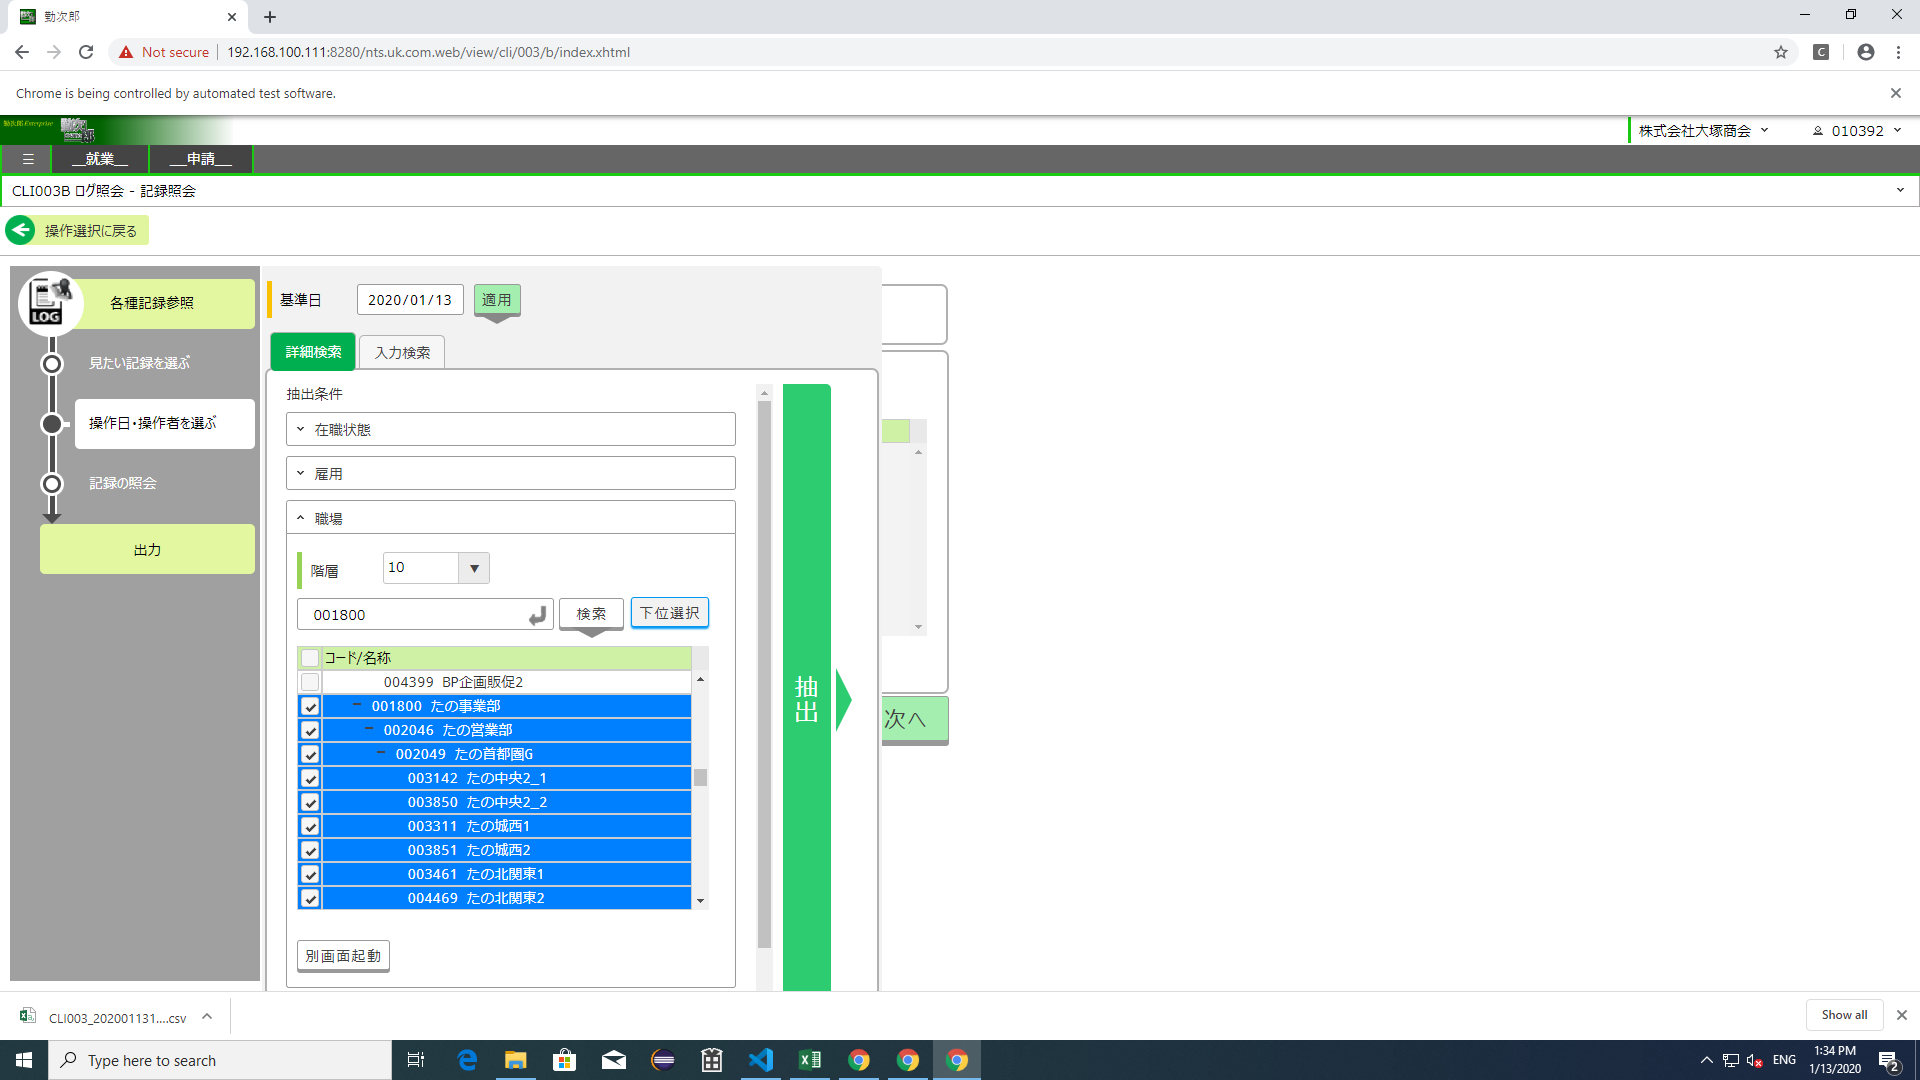 勤次郎
Not secure
192.168.100.111:8280/nts.uk.com.web/view/cli/003/b/index.xhtml
Chrome is being controlled by automated test software.
勤次郎 Enterprise
株式会社大塚商会
010392
__就業__
__申請__
CLI003B ログ照会 - 記録照会
操作選択に戻る
LOG
各種記録参照
見たい記録を選ぶ
操作日・操作者を選ぶ
記録の照会
出力
基準日
2020/01/13
適用
詳細検索
入力検索
抽出条件
在職状態
雇用
職場
階層
10
001800
検索
下位選択
コード/名称
004399 BP企画販促2
001800 たの事業部
002046 たの営業部
002049 たの首都圏G
003142 たの中央2_1
003850 たの中央2_2
003311 たの城西1
003851 たの城西2
003461 たの北関東1
004469 たの北関東2
別画面起動
抽出
次へ
CLI003_202001131....csv
Show all
Type here to search
ENG
1:34 PM
1/13/2020
2